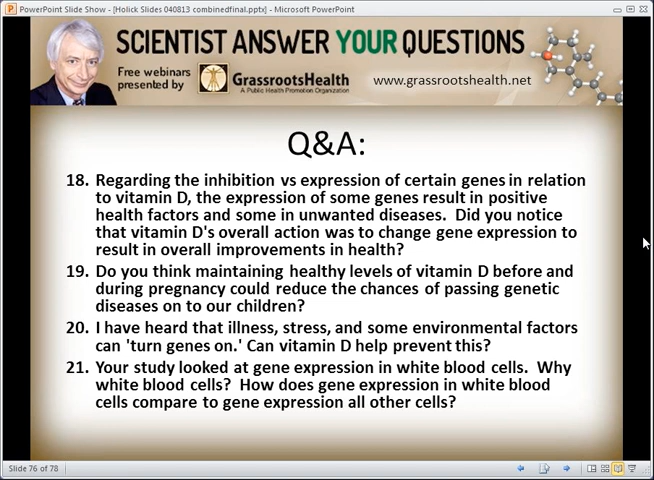 PowerPoint Slide Show - [Holick Slides 040813 combinedfinal.pptx] - Microsoft PowerPoint
SCIENTIST ANSWER YOUR QUESTIONS
Free webinars
presented by
GrassrootsHealth
A Public Health Promotion Organization
www.grassrootshealth.net
Q&A:
18. Regarding the inhibition vs expression of certain genes in relation
to vitamin D, the expression of some genes result in positive
health factors and some in unwanted diseases. Did you notice
that vitamin D's overall action was to change gene expression to
result in overall improvements in health?
19. Do you think maintaining healthy levels of vitamin D before and
during pregnancy could reduce the chances of passing genetic
diseases on to our children?
20. I have heard that illness, stress, and some environmental factors
can 'turn genes on.' Can vitamin D help prevent this?
21. Your study looked at gene expression in white blood cells. Why
white blood cells? How does gene expression in white blood
cells compare to gene expression all other cells?
Slide 76 of 78